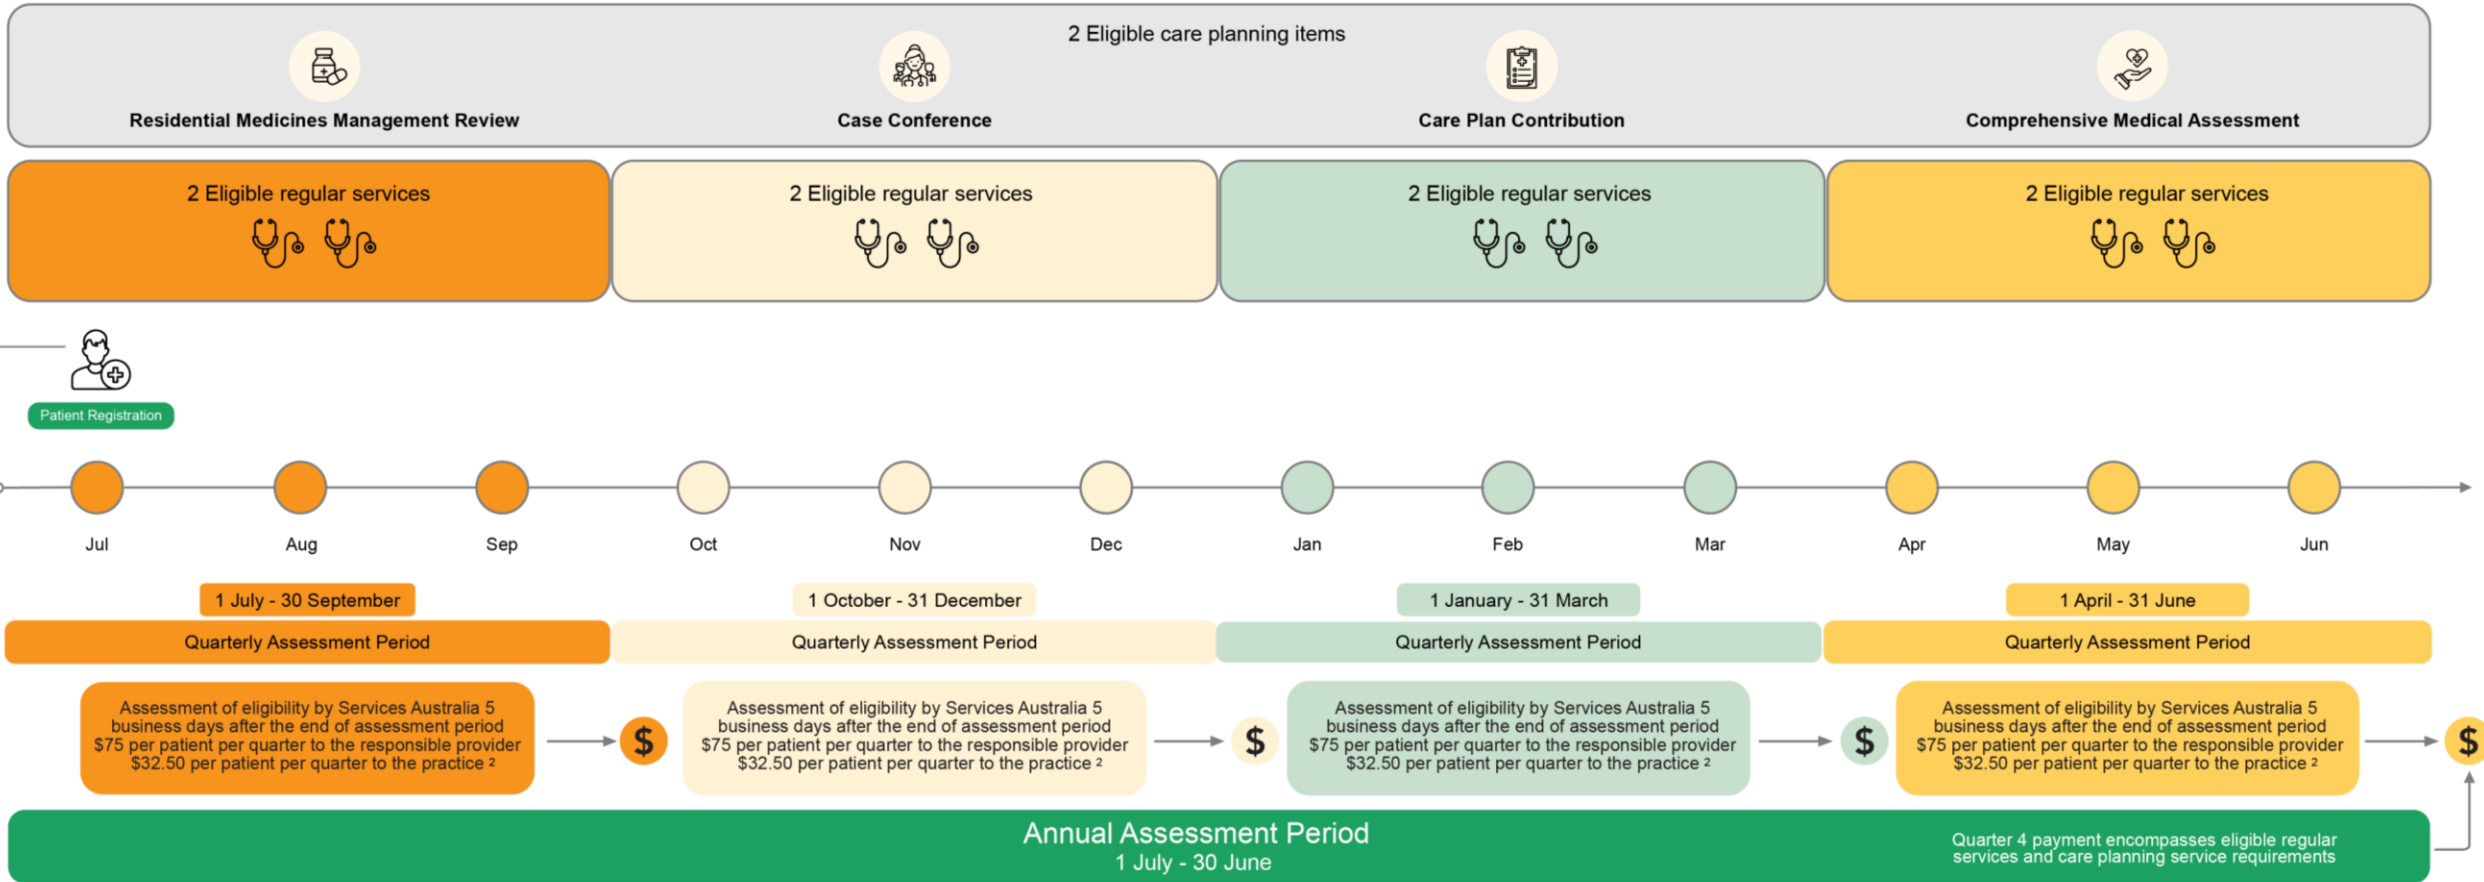 2 Eligible care planning items
Residential Medicines Management Review
Case Conference
Care Plan Contribution
Comprehensive Medical Assessment
2 Eligible regular services
2 Eligible regular services
2 Eligible regular services
2 Eligible regular services
Patient Registration
Jul
Aug
Sep
Oct
Nov
Dec
Jan
Feb
Mar
Apr
May
Jun
1 July - 30 September
1 October - 31 December
1 January - 31 March
1 April - 31 June
Quarterly Assessment Period
Quarterly Assessment Period
Quarterly Assessment Period
Quarterly Assessment Period
Assessment of eligibility by Services Australia 5
business days after the end of assessment period
$75 per patient per quarter to the responsible provider
$32.50 per patient per quarter to the practice ²
$
Assessment of eligibility by Services Australia 5
business days after the end of assessment period
$75 per patient per quarter to the responsible provider
$32.50 per patient per quarter to the practice ²
$
Assessment of eligibility by Services Australia 5
business days after the end of assessment period
$75 per patient per quarter to the responsible provider
$32.50 per patient per quarter to the practice ²
$
Assessment of eligibility by Services Australia 5
business days after the end of assessment period
$75 per patient per quarter to the responsible provider
$32.50 per patient per quarter to the practice ²
$
Annual Assessment Period
1 July - 30 June
Quarter 4 payment encompasses eligible regular
services and care planning service requirements